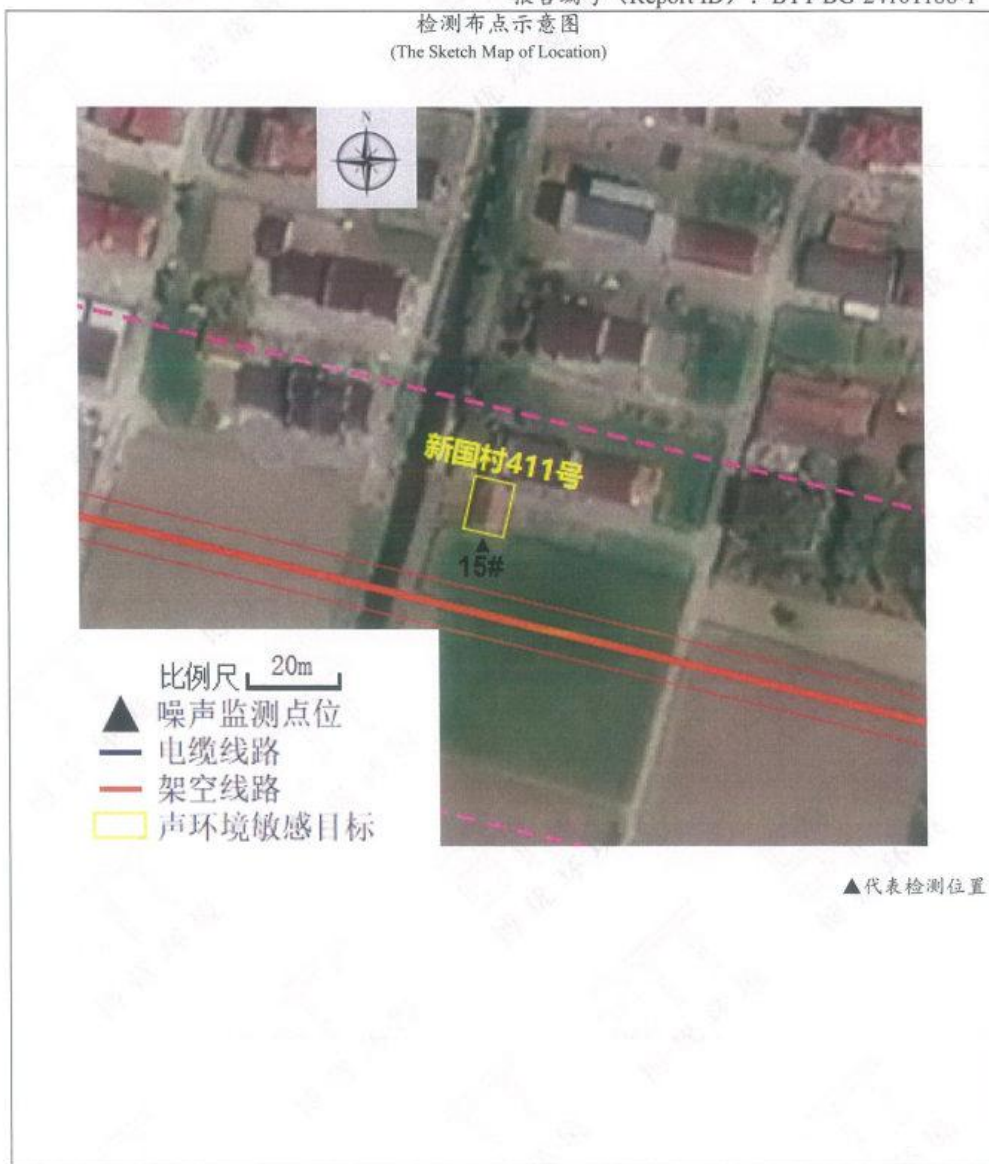 检测布点示意图
(The Sketch Map of Location)
N
新国村411号
15#
比例尺 20m
噪声监测点位
电缆线路
架空线路
声环境敏感目标
▲代表检测位置